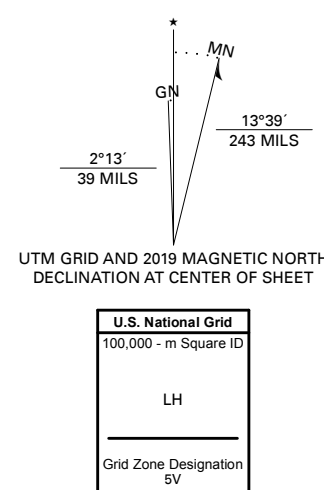 ★
MN
GN
13°39´
243 MILS
2°13´
39 MILS
UTM GRID AND 2019 MAGNETIC NORTH
DECLINATION AT CENTER OF SHEET
U.S. National Grid
100,000 - m Square ID
LH
Grid Zone Designation
5V